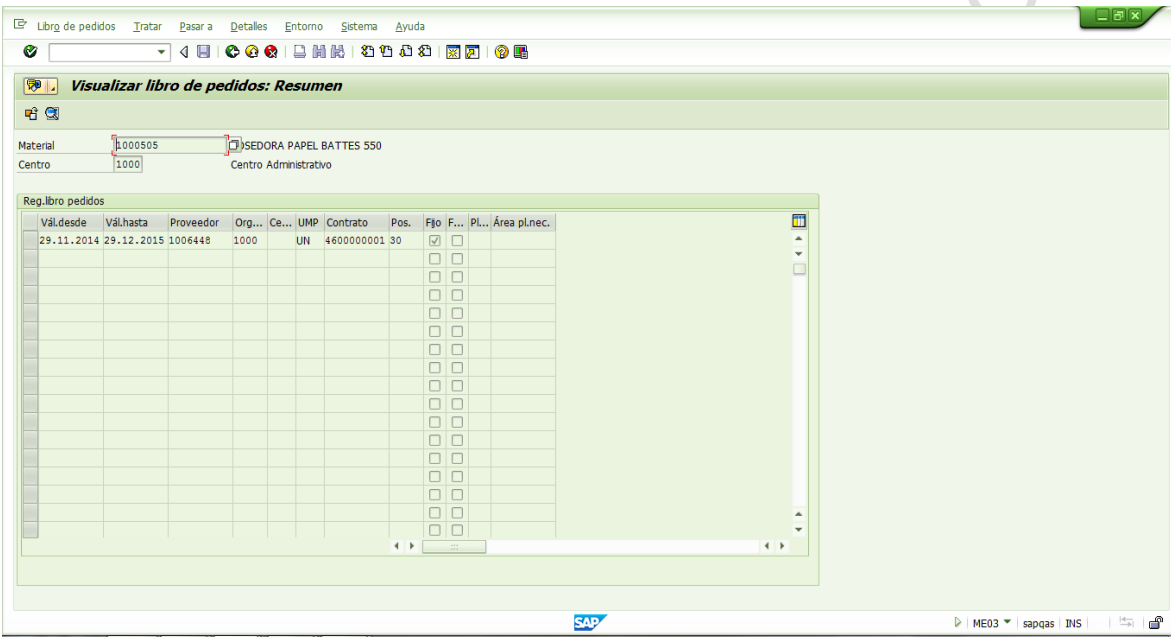 Libro de pedidos Tratar Pasar a Detalles Entorno Sistema Ayuda
Visualizar libro de pedidos: Resumen
Material 1000505 OSEDORA PAPEL BATTES 550
Centro 1000 Centro Administrativo
Reg.libro pedidos
Vál.desde Vál.hasta Proveedor Org... Ce... UMP Contrato Pos. Fijo F... Pl... Área pl.nec.
29.11.2014 29.12.2015 1006448 1000 UN 4600000001 30
SAP
ME03 sapqas INS